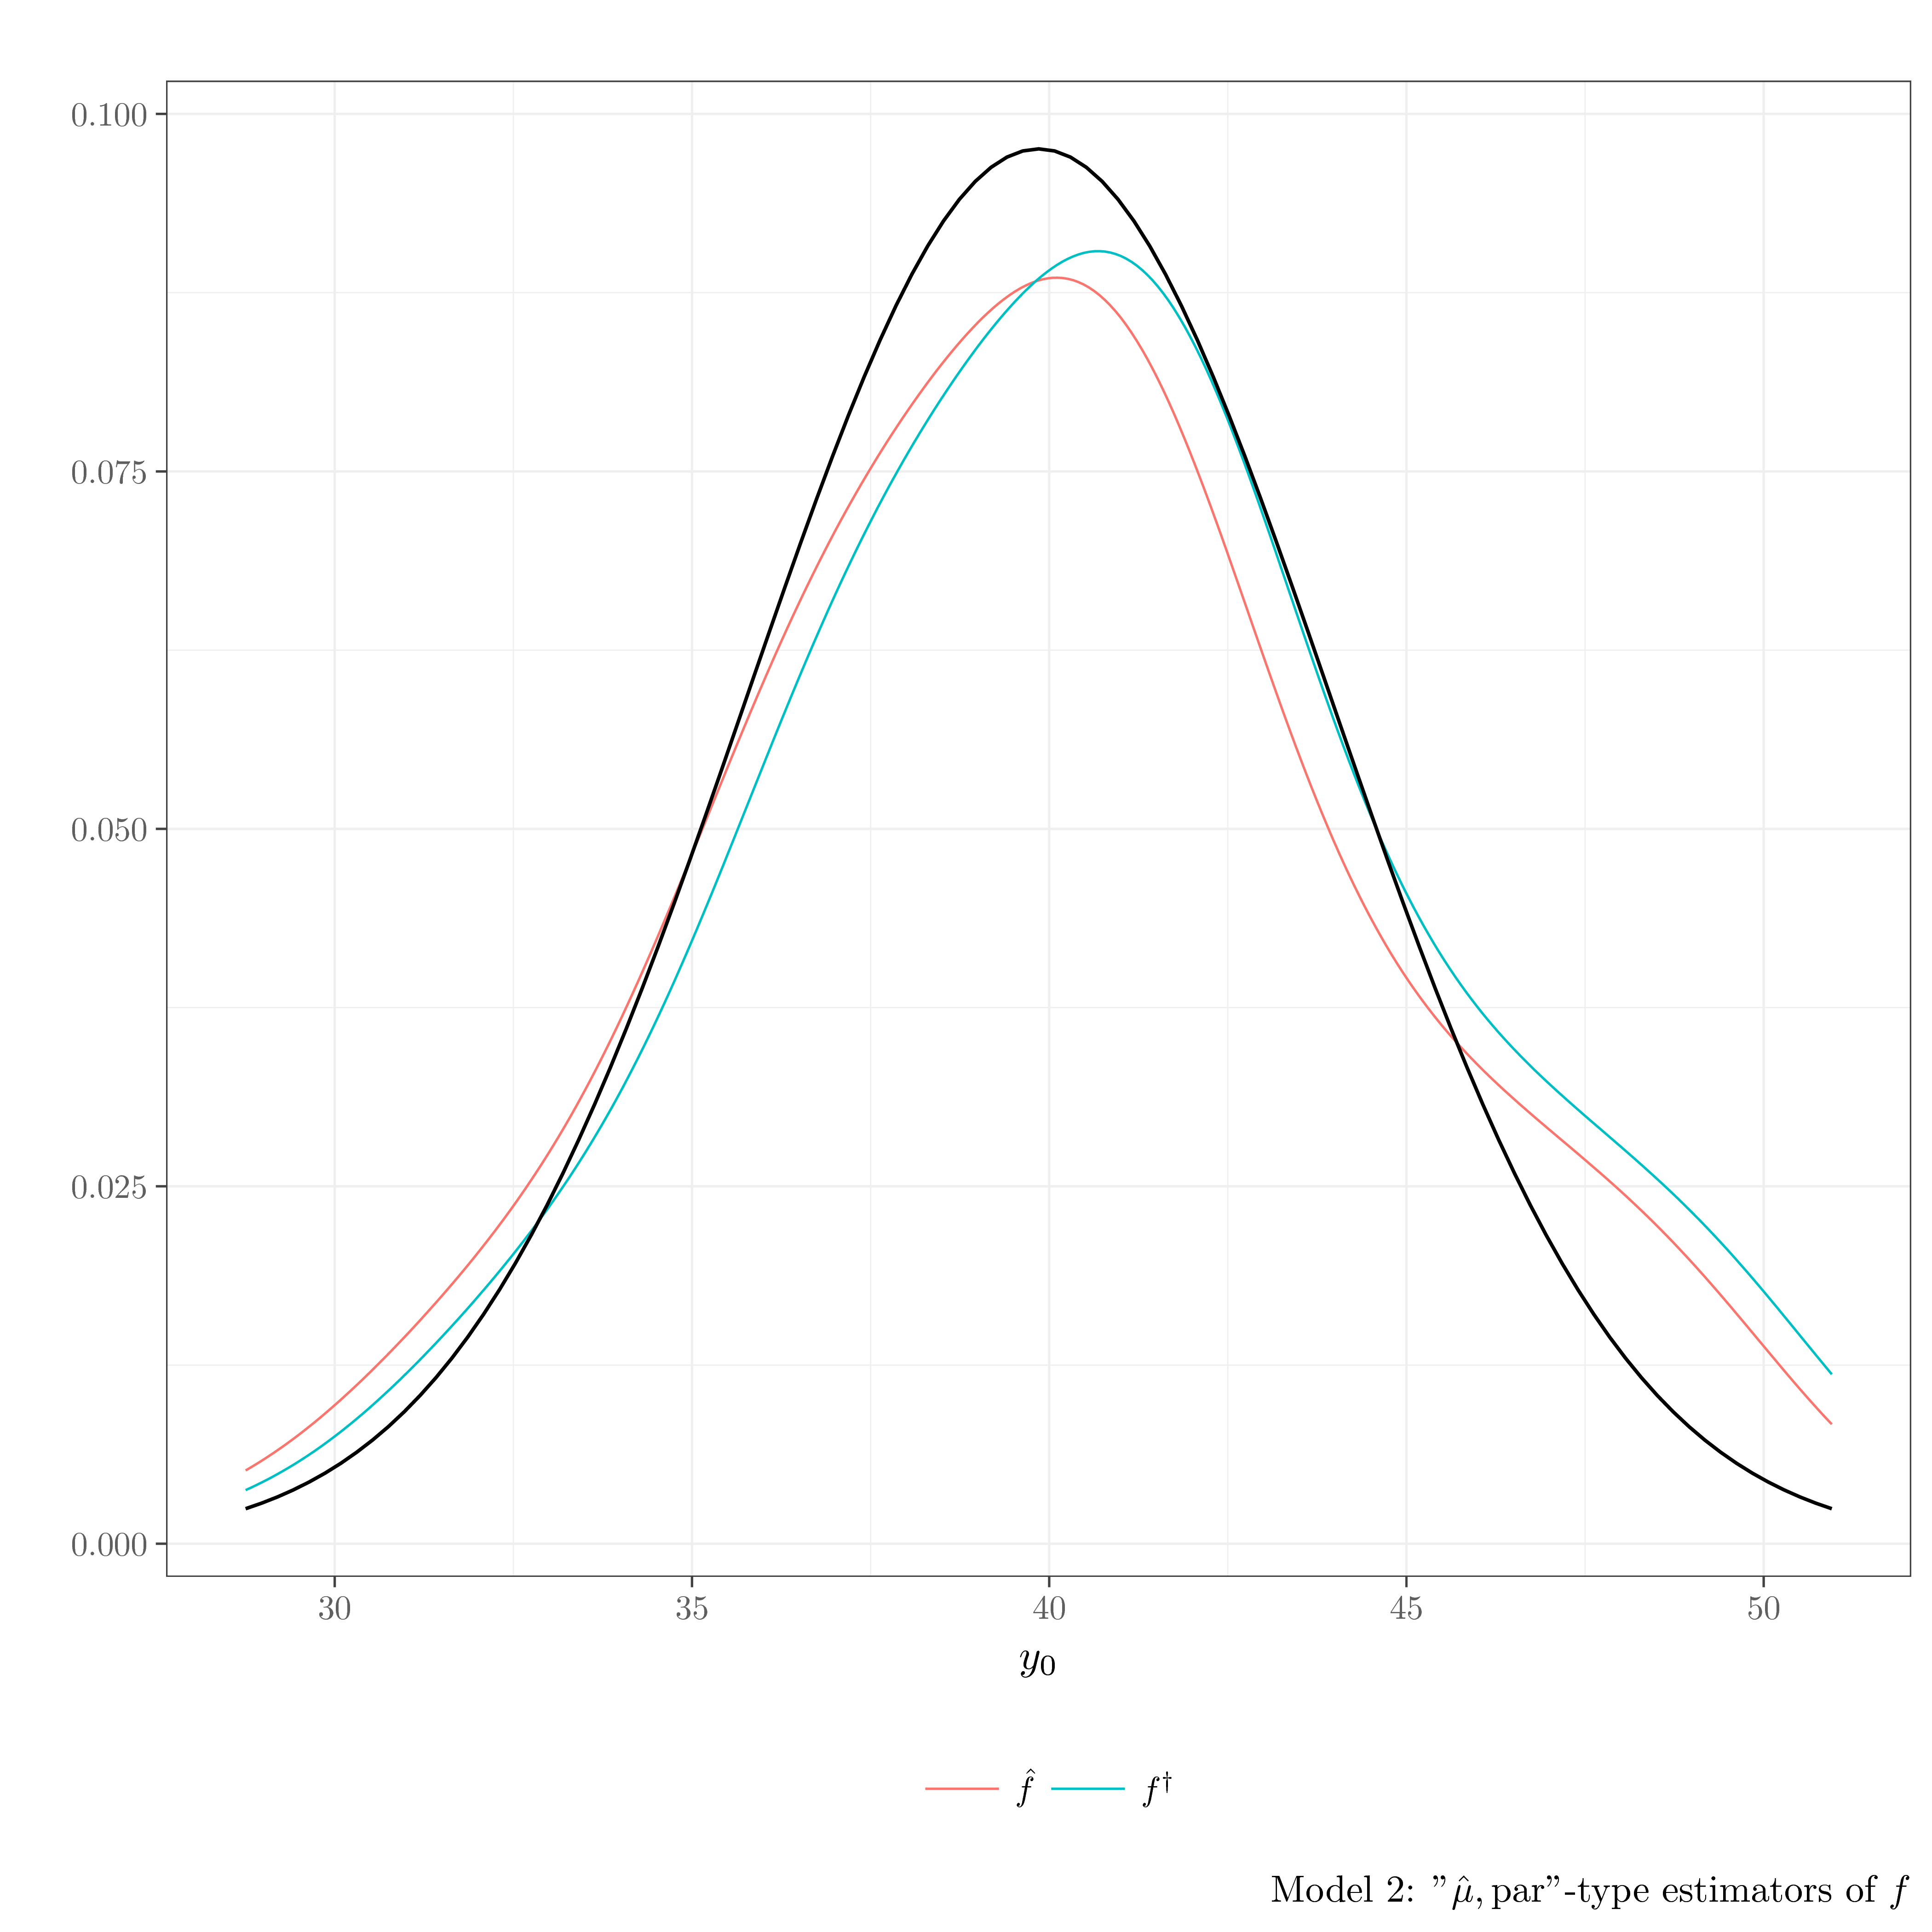 0.100
0.075
0.050
0.025
0.000
30 35 40 45 50
y₀
f̂ f†
Model 2: ”μ̂, par”-type estimators of f